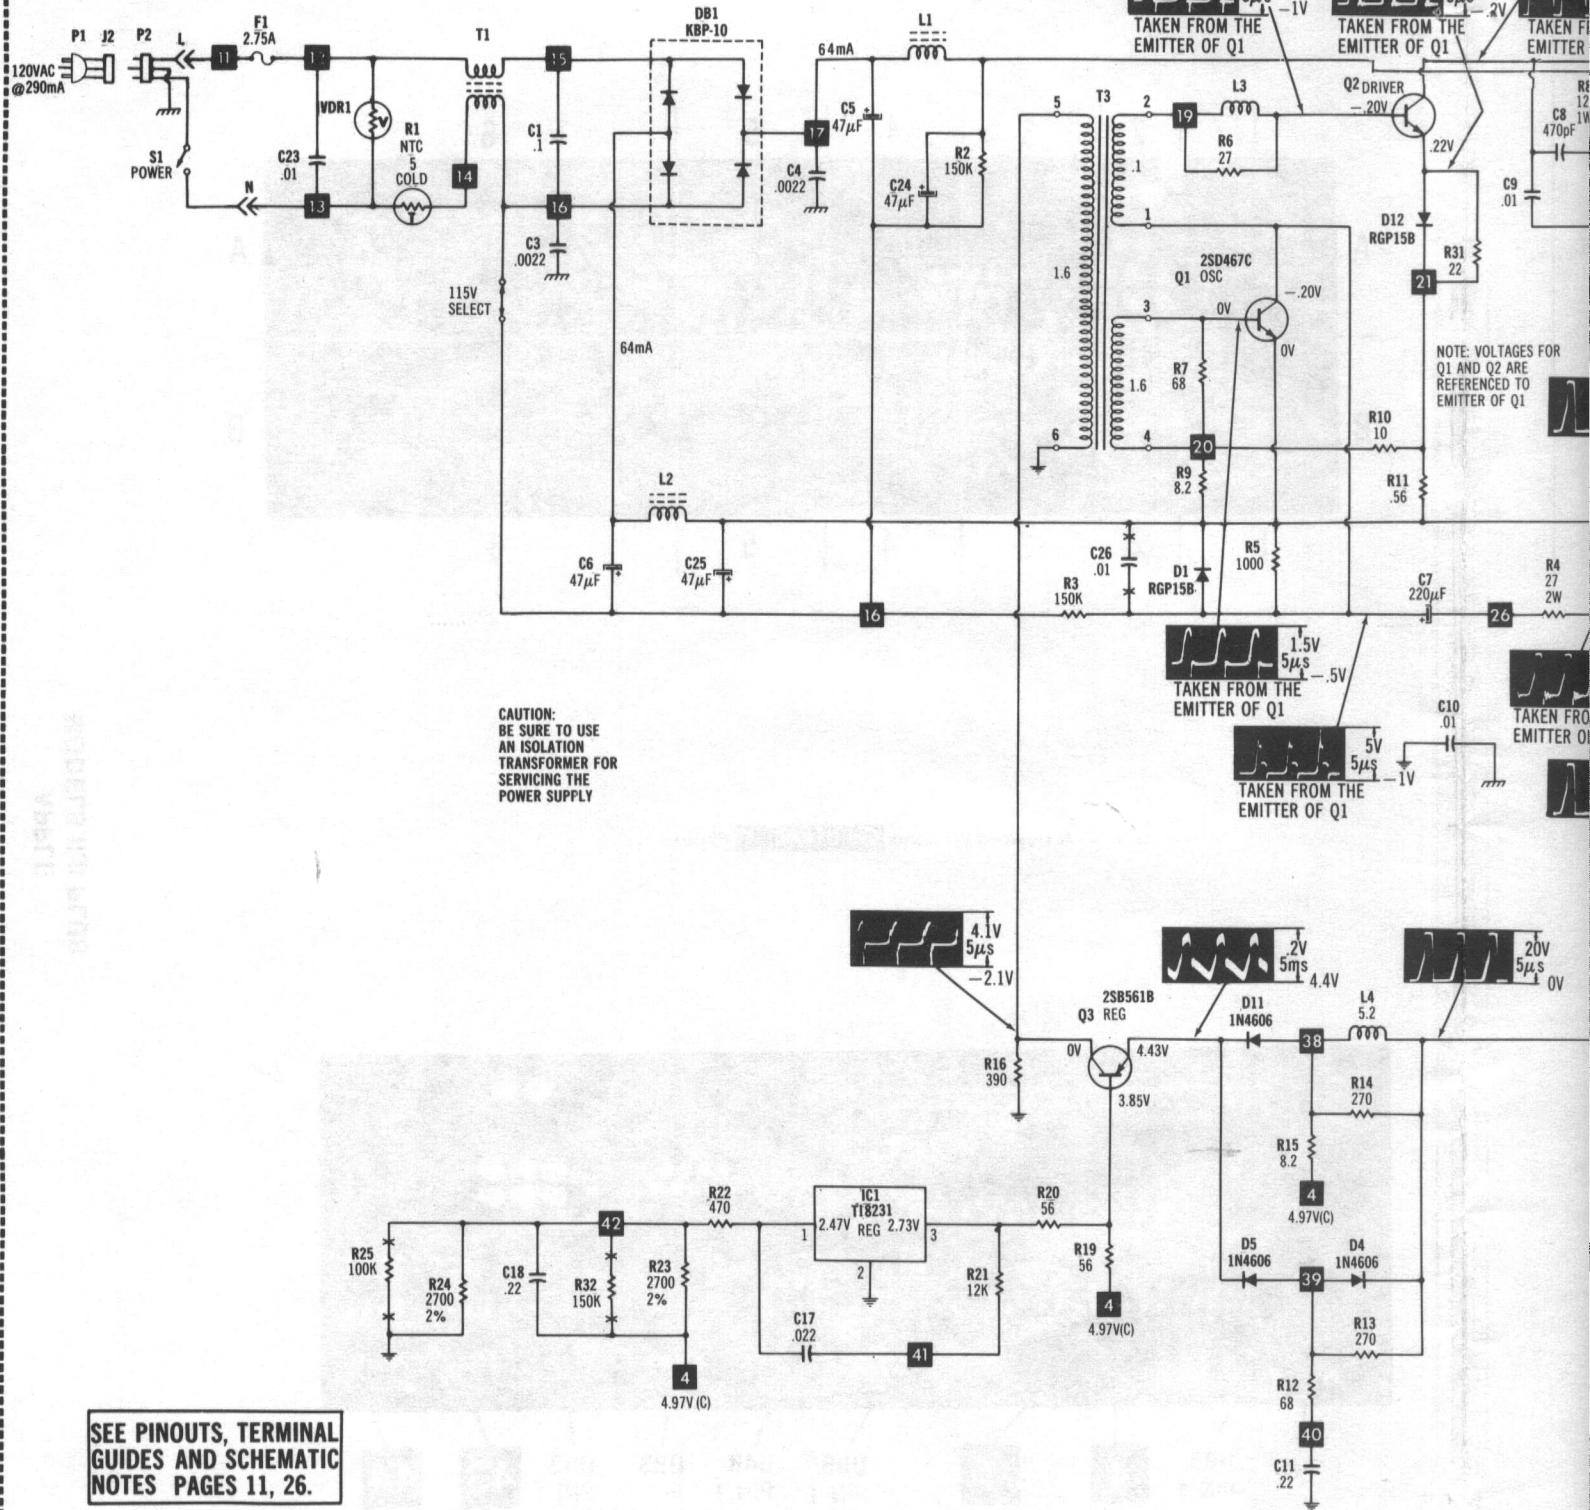 TAKEN FROM THE
EMITTER OF Q1
−1V
TAKEN FROM THE
EMITTER OF Q1
−.2V
TAKEN
EMITTER
P1 J2 P2 L
120VAC
@290mA
11
F1
2.75A
12
VDR1
C23
.01
13
N
S1
POWER
R1
NTC
5
COLD
14
T1
15
C1
.1
16
C3
.0022
115V
SELECT
DB1
KBP-10
64mA
17
C4
.0022
64mA
C5
47μF
L1
C24
47μF
R2
150K
5
T3
2
.1
1
1.6
3
1.6
6
4
19
L3
R6
27
Q2 DRIVER
−.20V
.22V
D12
RGP15B
R31
22
21
C8
470pF
C9
.01
2SD467C
Q1 OSC
0V
−.20V
0V
R7
68
20
R9
8.2
R10
10
R11
.56
NOTE: VOLTAGES FOR
Q1 AND Q2 ARE
REFERENCED TO
EMITTER OF Q1
L2
C6
47μF
C25
47μF
16
R3
150K
C26
.01
D1
RGP15B
R5
1000
C7
220μF
26
R4
27
2W
1.5V
5μs
−.5V
TAKEN FROM THE
EMITTER OF Q1
5V
5μs
−1V
TAKEN FROM THE
EMITTER OF Q1
C10
.01
TAKEN
EMITTER
CAUTION:
BE SURE TO USE
AN ISOLATION
TRANSFORMER FOR
SERVICING THE
POWER SUPPLY
4.1V
5μs
−2.1V
2SB561B
Q3 REG
0V
4.43V
3.85V
R16
390
.2V
5ms
4.4V
D11
1N4606
38
L4
5.2
20V
5μs
0V
R14
270
R15
8.2
4
4.97V(C)
D5
1N4606
39
D4
1N4606
R13
270
R12
68
40
C11
.22
R25
100K
R24
2700
2%
C18
.22
42
R32
150K
R23
2700
2%
4
4.97V (C)
R22
470
IC1
T18231
1 2.47V REG 2.73V 3
2
C17
.022
41
R21
12K
R20
56
R19
56
4
4.97V(C)
SEE PINOUTS, TERMINAL
GUIDES AND SCHEMATIC
NOTES PAGES 11, 26.